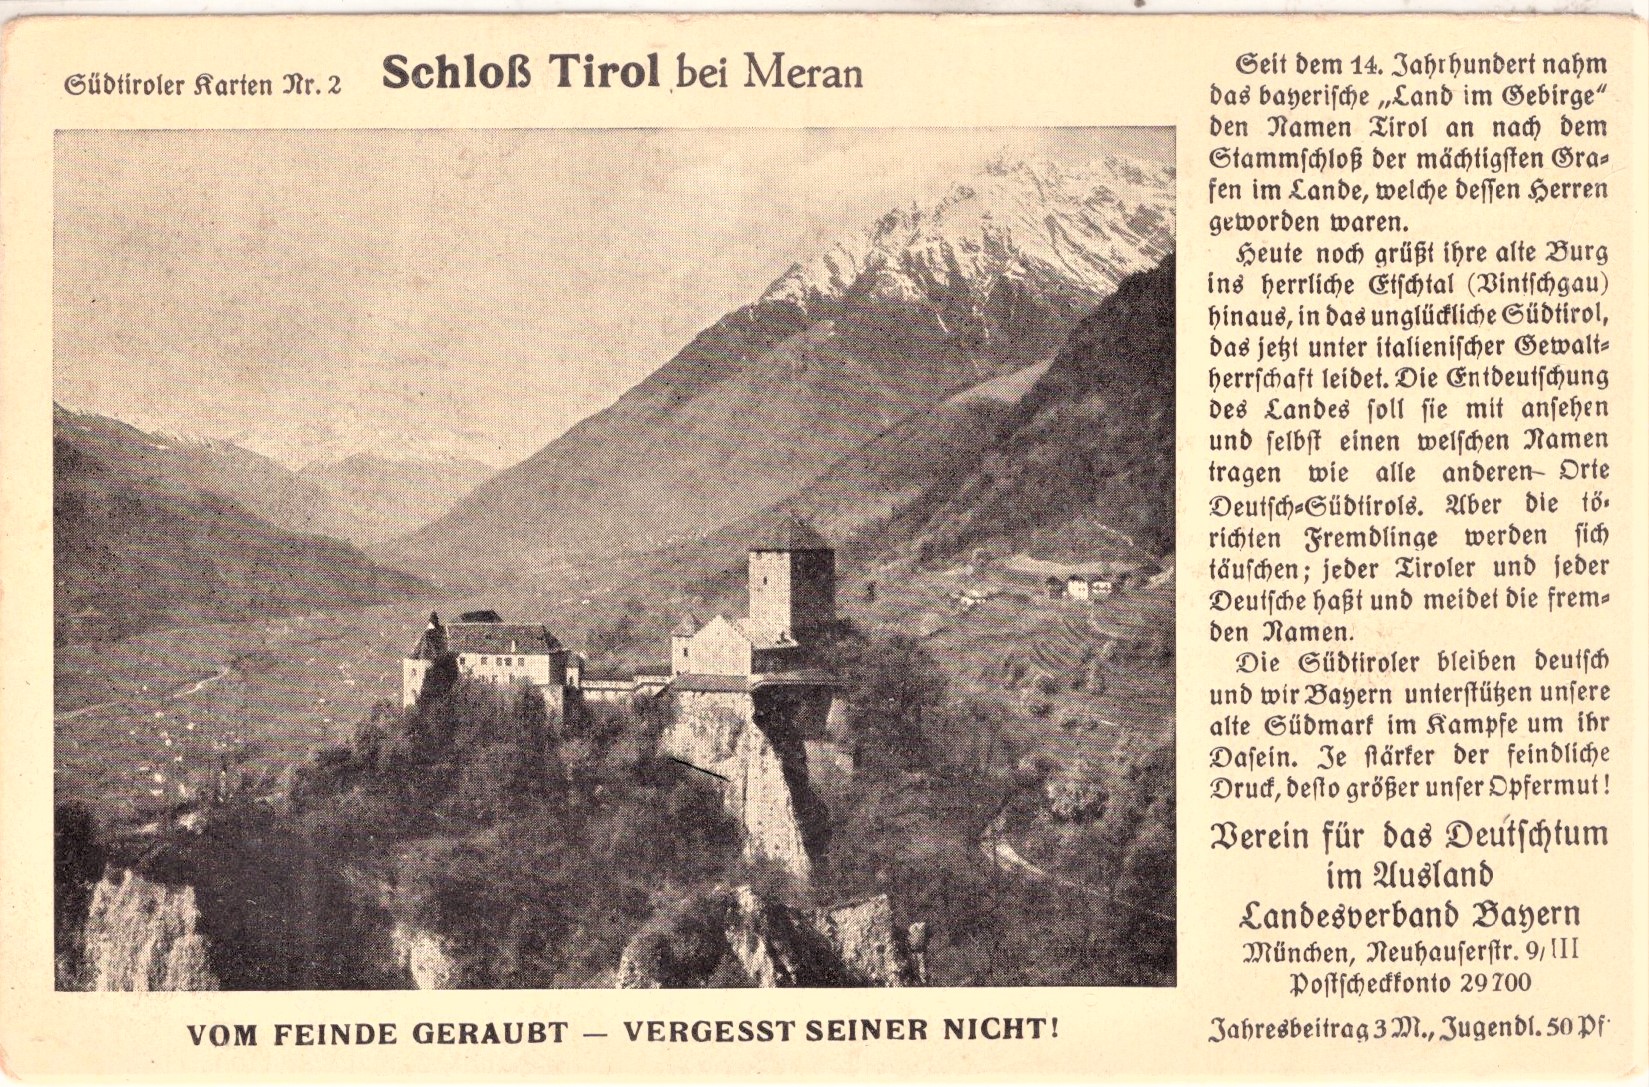 Südtiroler Karten Nr. 2
Schloß Tirol bei Meran
Seit dem 14. Jahrhundert nahm
das bayerische „Land im Gebirge“
den Namen Tirol an nach dem
Stammschloß der mächtigsten Gra-
fen im Lande, welche dessen Herren
geworden waren.
Heute noch grüßt ihre alte Burg
ins herrliche Etschtal (Vintschgau)
hinaus, in das unglückliche Südtirol,
das jetzt unter italienischer Gewalt-
herrschaft leidet. Die Entdeutschung
des Landes soll sie mit ansehen
und selbst einen welschen Namen
tragen wie alle anderen Orte
Deutsch-Südtirols. Aber die tö-
richten Fremdlinge werden sich
täuschen; jeder Tiroler und jeder
Deutsche haßt und meidet die frem-
den Namen.
Die Südtiroler bleiben deutsch
und wir Bayern unterstützen unsere
alte Südmark im Kampfe um ihr
Dasein. Je stärker der feindliche
Druck, desto größer unser Opfermut!
Verein für das Deutschtum
im Ausland
Landesverband Bayern
München, Neuhauserstr. 9/III
Postscheckkonto 29700
Jahresbeitrag 3 M., Jugendl. 50 Pf
VOM FEINDE GERAUBT — VERGESST SEINER NICHT!